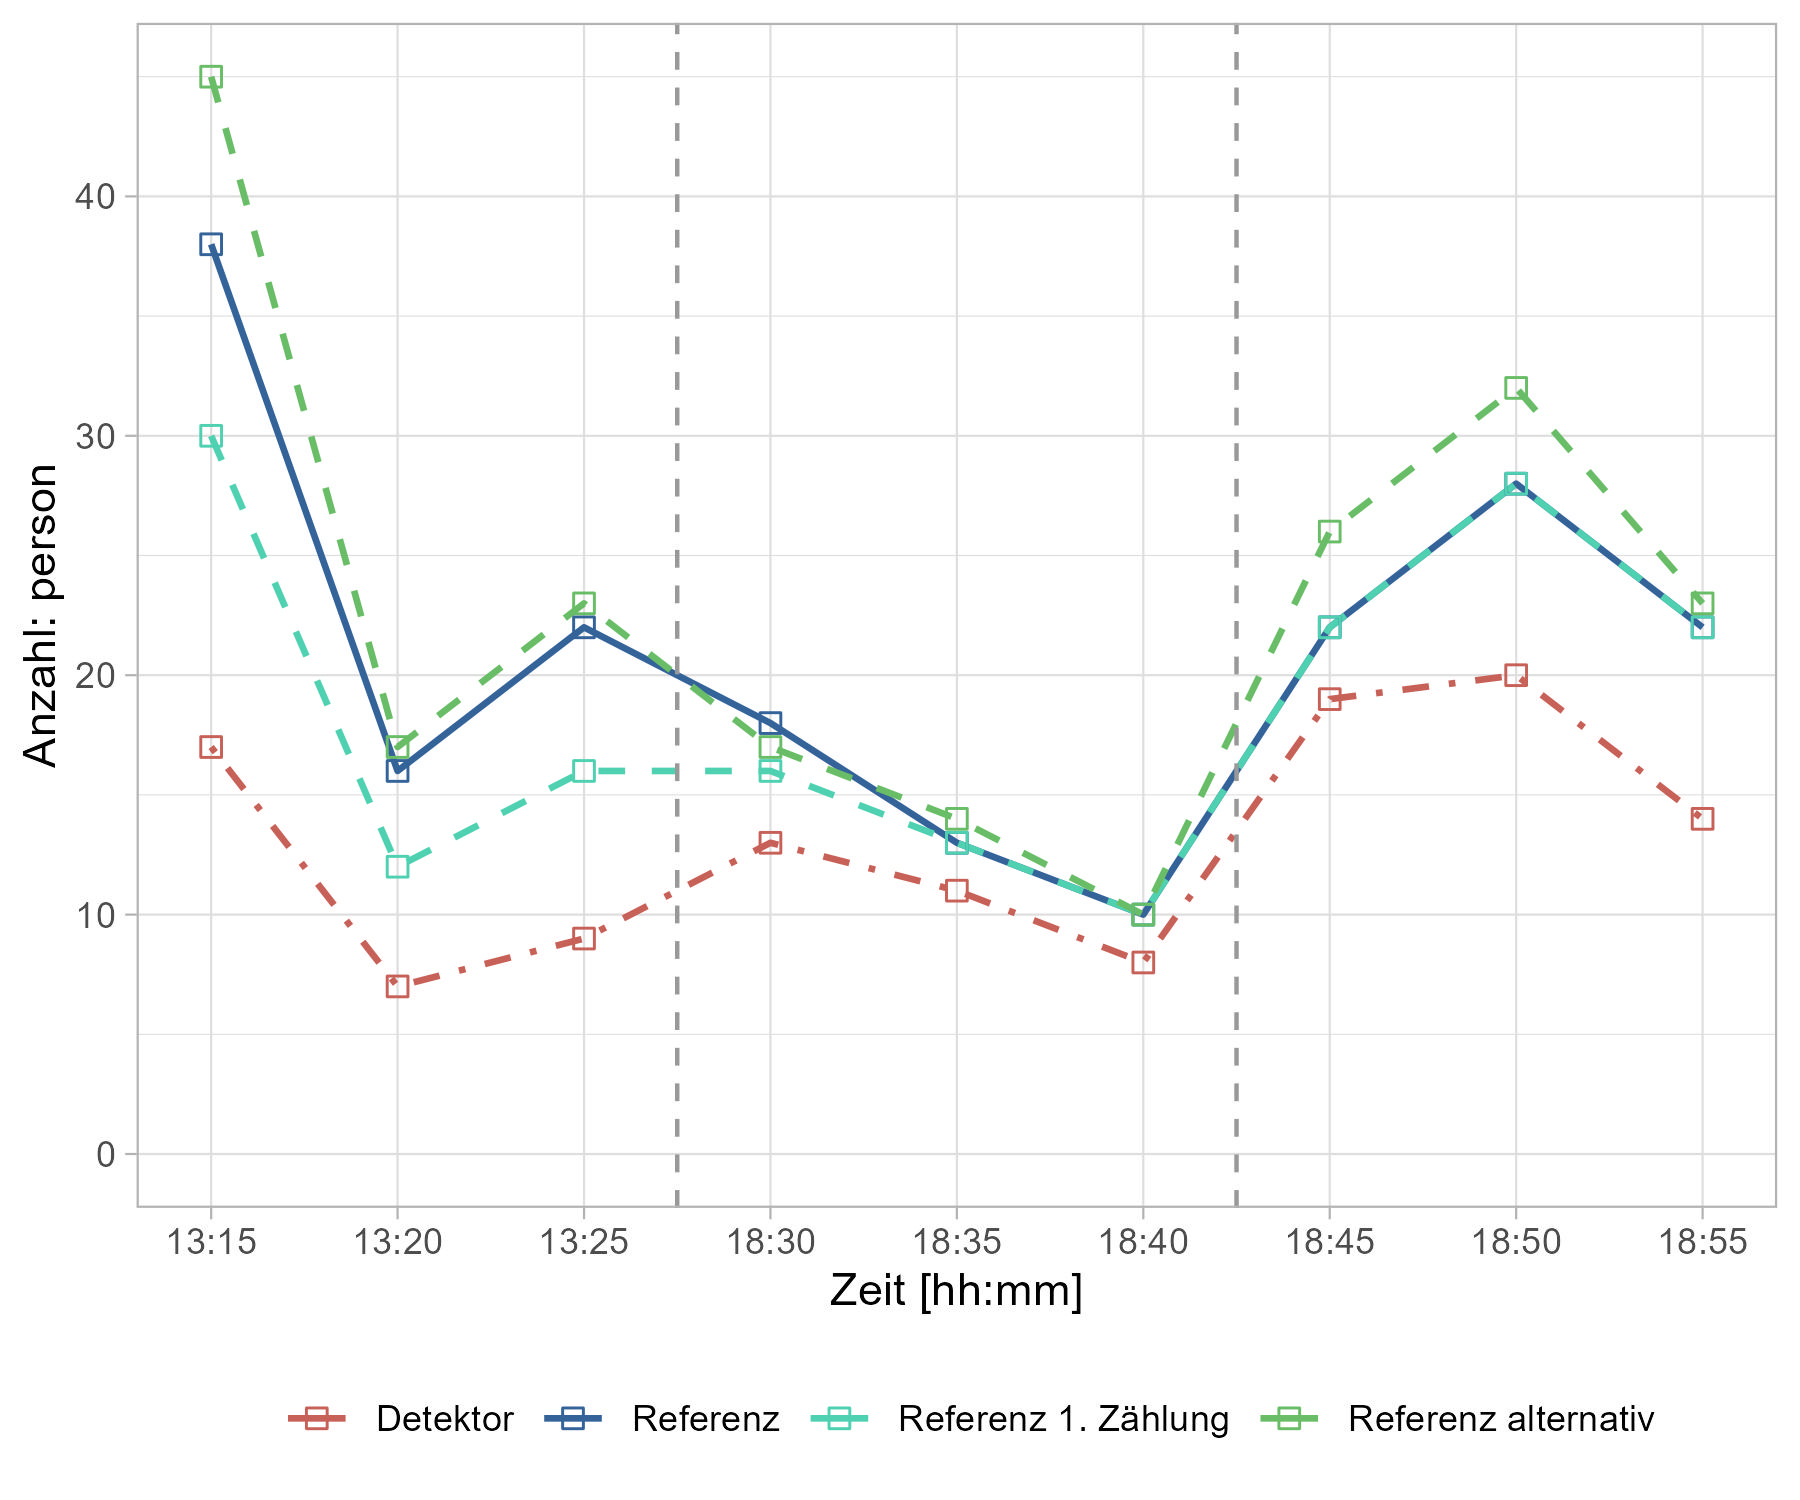 Anzahl: person
40
30
20
10
0
13:15 13:20 13:25 18:30 18:35 18:40 18:45 18:50 18:55
Zeit [hh:mm]
Detektor Referenz Referenz 1. Zählung Referenz alternativ